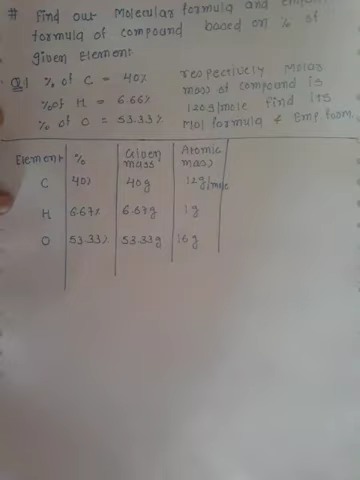 # Find out Molecular formula and
formula of compound based on % of
given Element
Q1 % of C = 40% respectively Molar
%of H = 6.66% mass of compound is
% of O = 53.33% 120g/mole find its
Mol formula & Emp form.
Element % Given mass Atomic mass
C 40% 40g 12g/mole
H 6.67% 6.67g 1g
O 53.33% 53.33g 16g